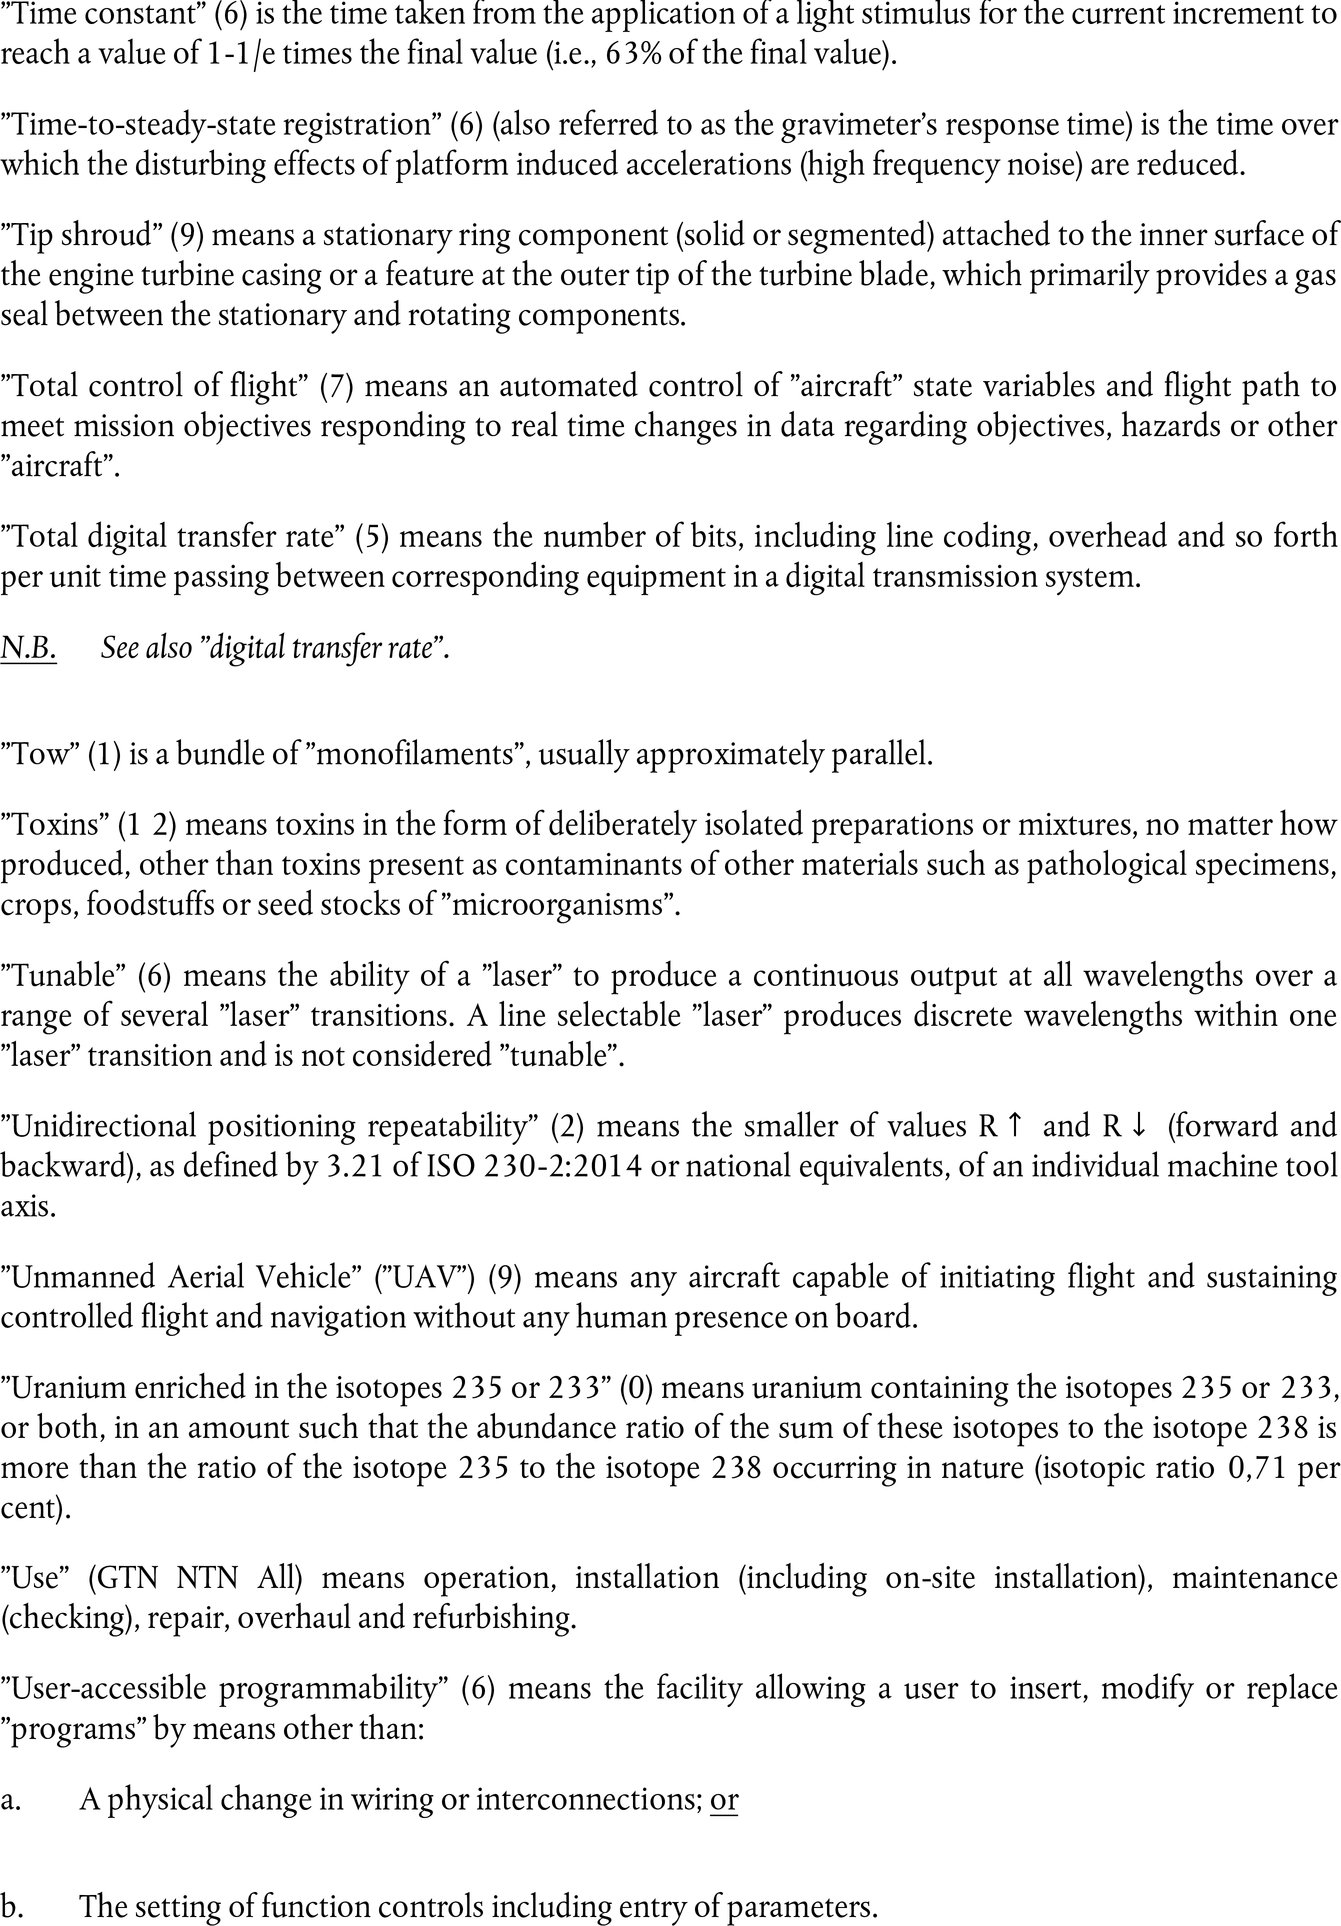 ”Time constant” (6) is the time taken from the application of a light stimulus for the current increment to
reach a value of 1-1/e times the final value (i.e., 63% of the final value).
”Time-to-steady-state registration” (6) (also referred to as the gravimeter’s response time) is the time over
which the disturbing effects of platform induced accelerations (high frequency noise) are reduced.
”Tip shroud” (9) means a stationary ring component (solid or segmented) attached to the inner surface of
the engine turbine casing or a feature at the outer tip of the turbine blade, which primarily provides a gas
seal between the stationary and rotating components.
”Total control of flight” (7) means an automated control of ”aircraft” state variables and flight path to
meet mission objectives responding to real time changes in data regarding objectives, hazards or other
”aircraft”.
”Total digital transfer rate” (5) means the number of bits, including line coding, overhead and so forth
per unit time passing between corresponding equipment in a digital transmission system.
N.B. See also ”digital transfer rate”.
”Tow” (1) is a bundle of ”monofilaments”, usually approximately parallel.
”Toxins” (1 2) means toxins in the form of deliberately isolated preparations or mixtures, no matter how
produced, other than toxins present as contaminants of other materials such as pathological specimens,
crops, foodstuffs or seed stocks of ”microorganisms”.
”Tunable” (6) means the ability of a ”laser” to produce a continuous output at all wavelengths over a
range of several ”laser” transitions. A line selectable ”laser” produces discrete wavelengths within one
”laser” transition and is not considered ”tunable”.
”Unidirectional positioning repeatability” (2) means the smaller of values R↑ and R↓ (forward and
backward), as defined by 3.21 of ISO 230-2:2014 or national equivalents, of an individual machine tool
axis.
”Unmanned Aerial Vehicle” (”UAV”) (9) means any aircraft capable of initiating flight and sustaining
controlled flight and navigation without any human presence on board.
”Uranium enriched in the isotopes 235 or 233” (0) means uranium containing the isotopes 235 or 233,
or both, in an amount such that the abundance ratio of the sum of these isotopes to the isotope 238 is
more than the ratio of the isotope 235 to the isotope 238 occurring in nature (isotopic ratio 0,71 per
cent).
”Use” (GTN NTN All) means operation, installation (including on-site installation), maintenance
(checking), repair, overhaul and refurbishing.
”User-accessible programmability” (6) means the facility allowing a user to insert, modify or replace
”programs” by means other than:
a. A physical change in wiring or interconnections; or
b. The setting of function controls including entry of parameters.